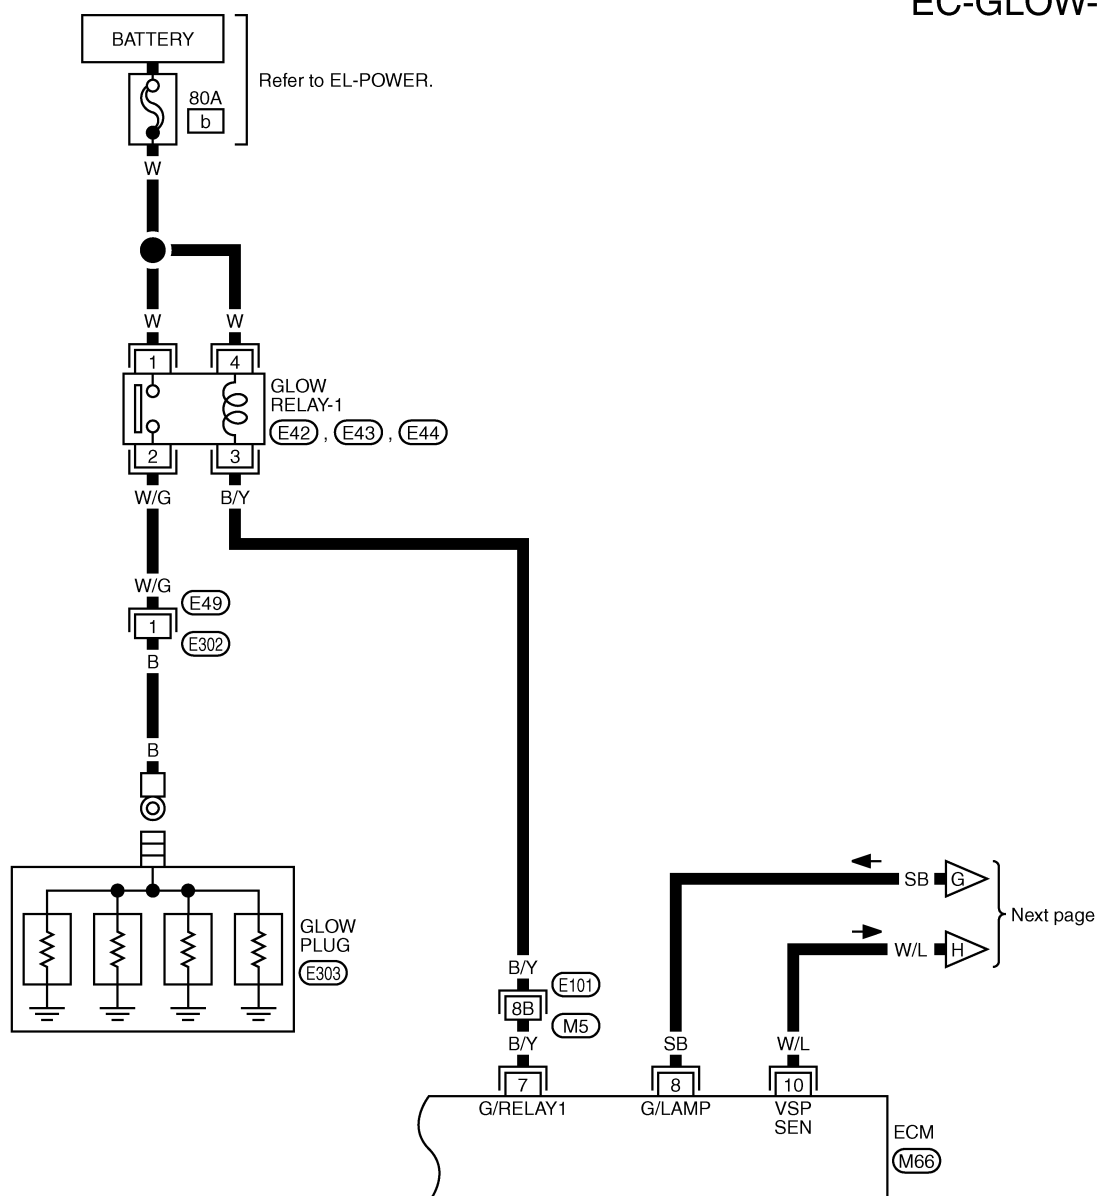 EC-GLOW-
BATTERY
Refer to EL-POWER.
80A
b
W
W
W
1
4
GLOW
RELAY-1
E42 , E43 , E44
2
3
W/G
B/Y
W/G
E49
1
E302
B
B
GLOW
PLUG
E303
SB
G
Next page
W/L
H
B/Y
E101
8B
M5
B/Y
SB
W/L
7
8
10
G/RELAY1
G/LAMP
VSP
SEN
ECM
M66